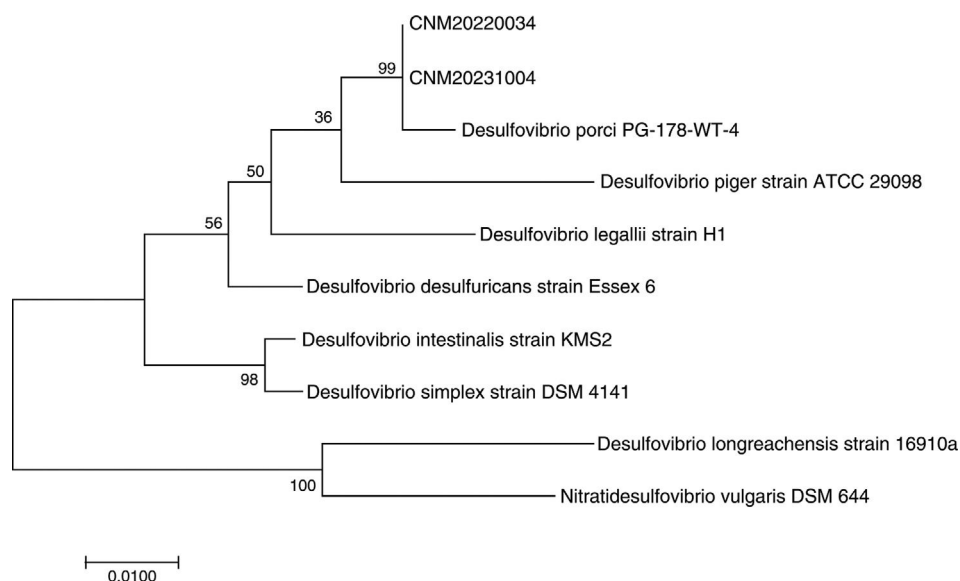 CNM20220034
99
CNM20231004
36
Desulfovibrio porci PG-178-WT-4
50
Desulfovibrio piger strain ATCC 29098
56
Desulfovibrio legallii strain H1
Desulfovibrio desulfuricans strain Essex 6
Desulfovibrio intestinalis strain KMS2
98
Desulfovibrio simplex strain DSM 4141
Desulfovibrio longreachensis strain 16910a
100
Nitratidesulfovibrio vulgaris DSM 644
0.0100